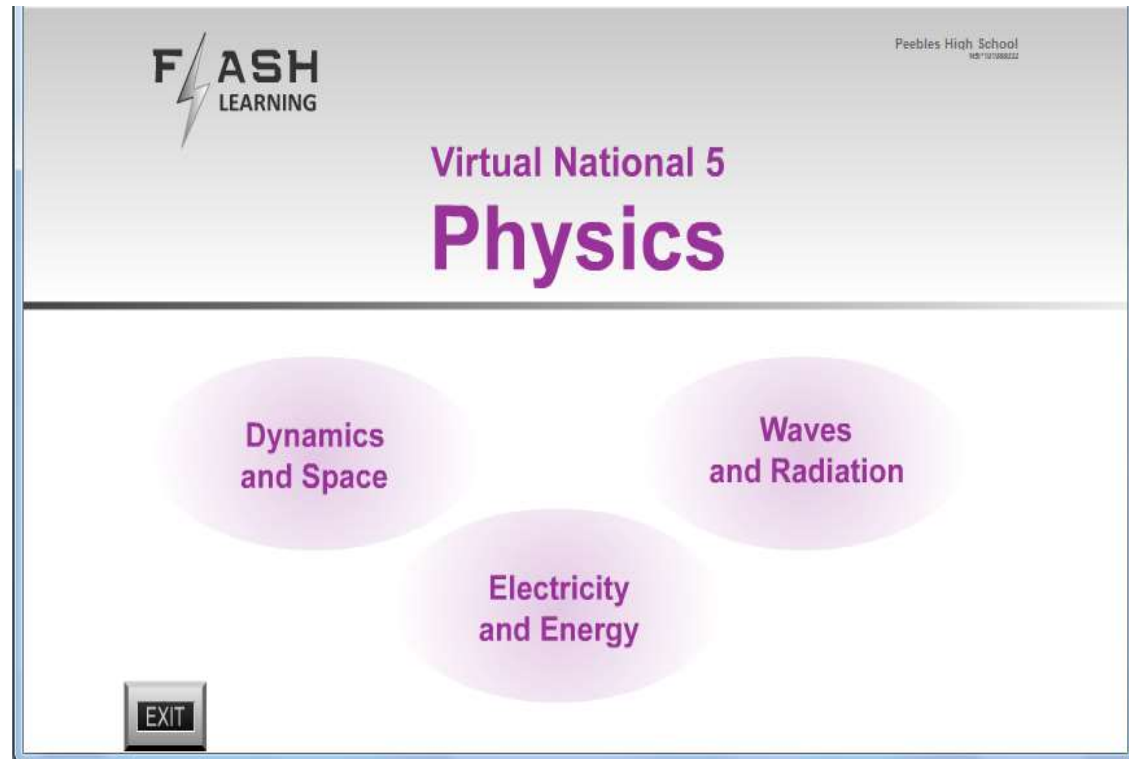 FLASH
LEARNING
Peebles High School
Virtual National 5
Physics
Dynamics
and Space
Waves
and Radiation
Electricity
and Energy
EXIT